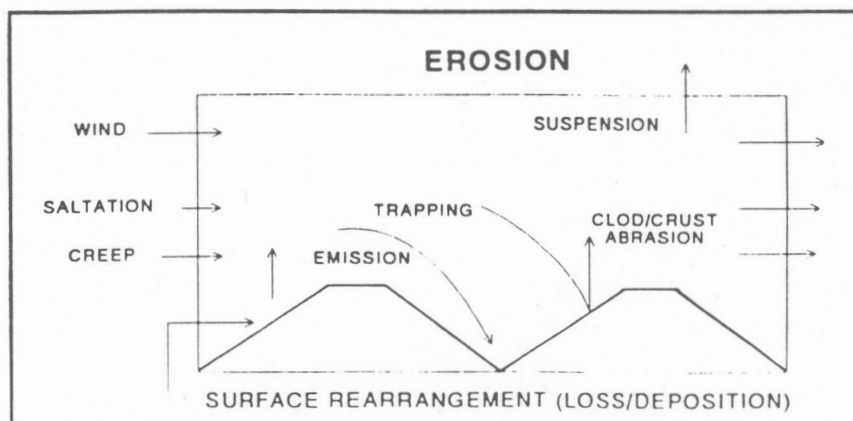 EROSION
WIND
SUSPENSION
SALTATION
TRAPPING
CLOD/CRUST
ABRASION
CREEP
EMISSION
SURFACE REARRANGEMENT (LOSS/DEPOSITION)